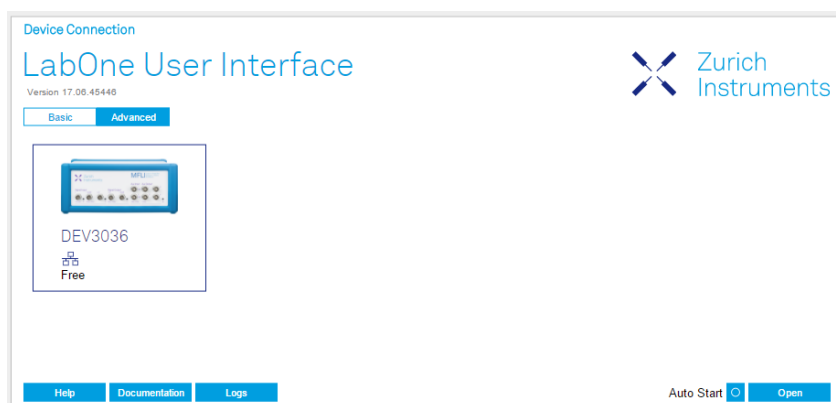 Device Connection
LabOne User Interface
Zurich
Instruments
Version 17.06.45446
Basic
Advanced
MFLI
DEV3036
Free
Help
Documentation
Logs
Auto Start
Open